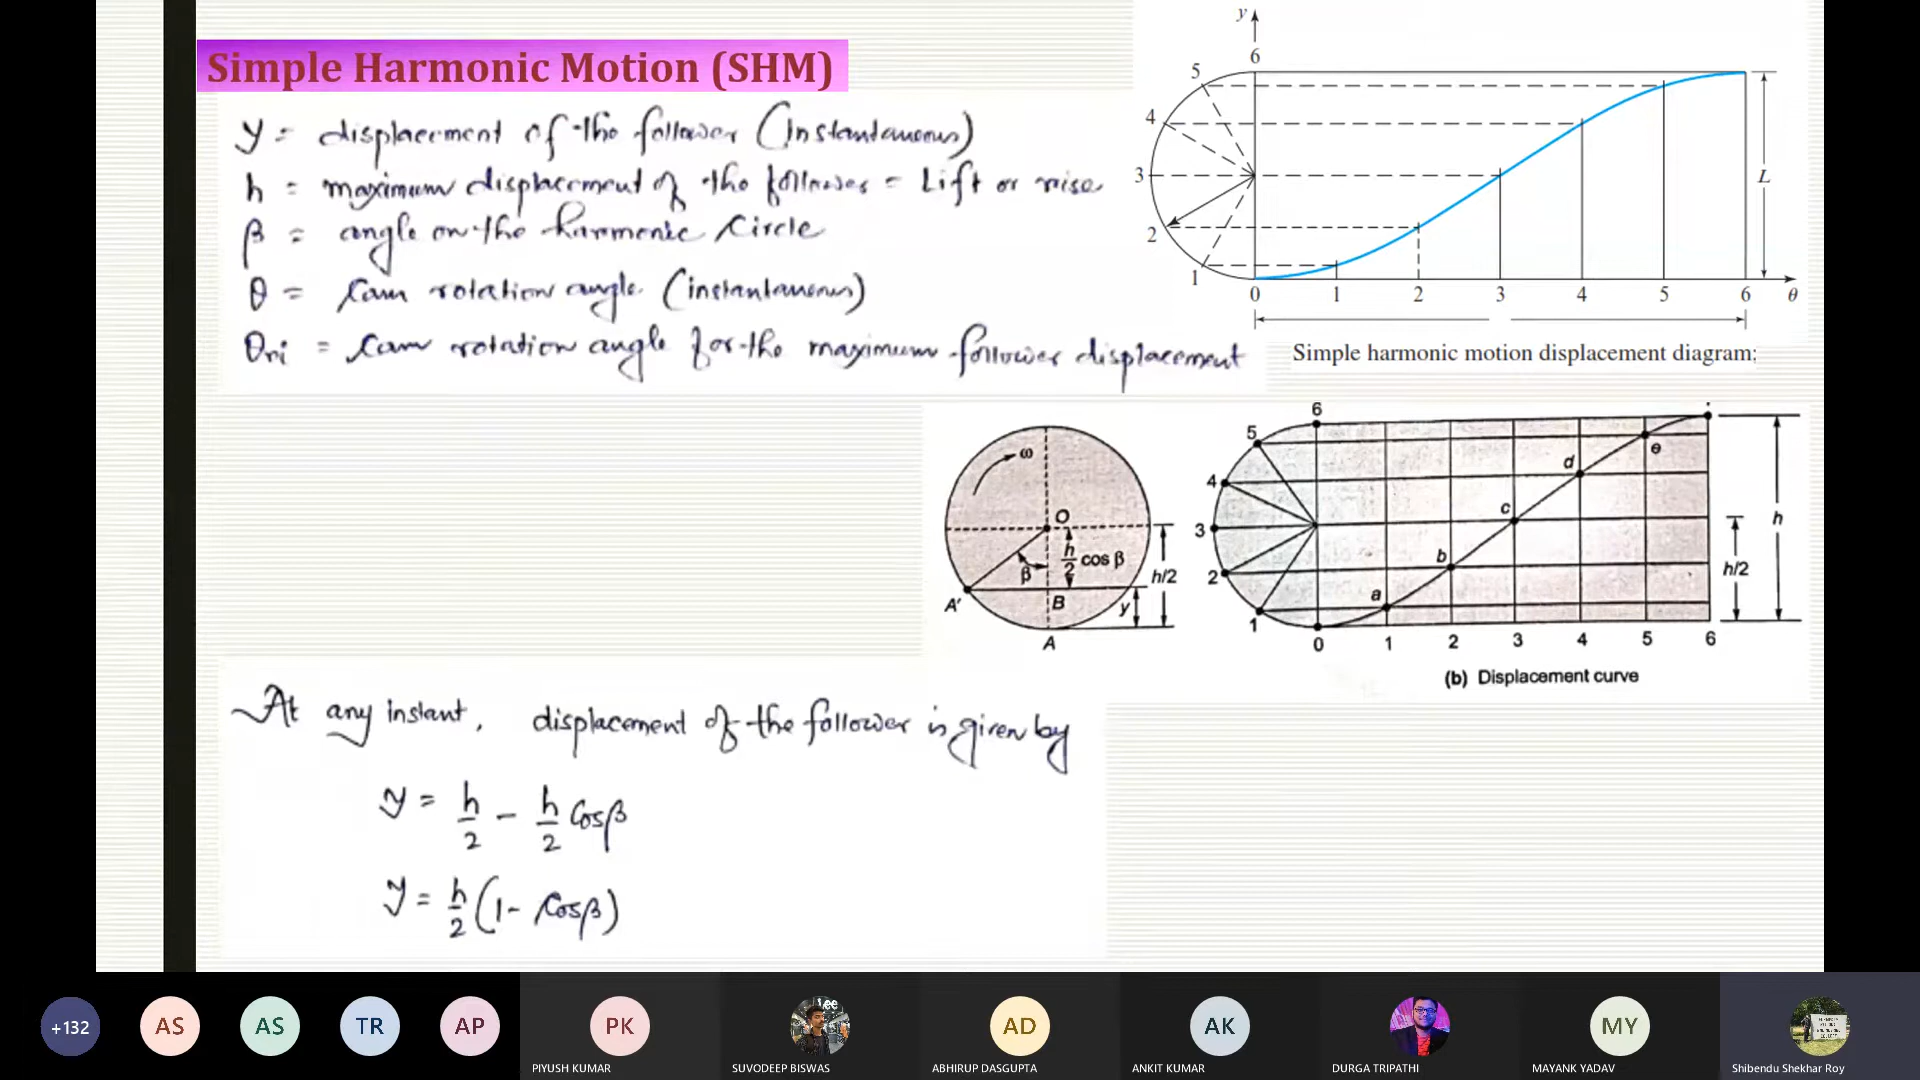 Simple Harmonic Motion (SHM)
y = displacement of the follower (Instantaneous)
h = maximum displacement of the follower = Lift or rise
β = angle on the harmonic circle
θ = Cam rotation angle (instantaneous)
θri = Cam rotation angle for the maximum follower displacement
y
6
5
4
3
2
1
L
0 1 2 3 4 5 6 θ
Simple harmonic motion displacement diagram:
ω
O
h/2 cos β
β
h/2
A'
B
y
A
6
5
4
3
2
1
a
b
c
d
e
h
h/2
0 1 2 3 4 5 6
(b) Displacement curve
At any instant, displacement of the follower is given by
y = h/2 - h/2 Cosβ
y = h/2 (1 - Cosβ)
+132 AS AS TR AP PK Lee AD AK MY
PIYUSH KUMAR SUVODEEP BISWAS ABHIRUP DASGUPTA ANKIT KUMAR DURGA TRIPATHI MAYANK YADAV Shibendu Shekhar Roy